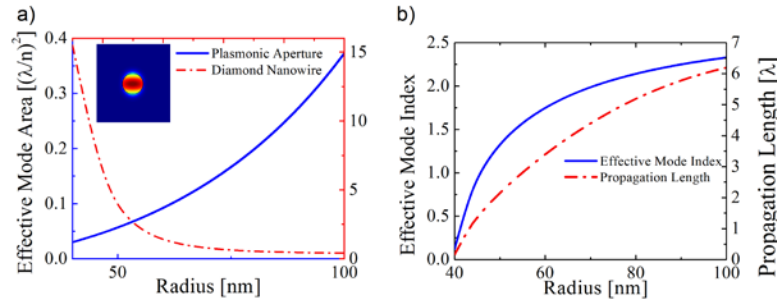 a)
Effective Mode Area [(λ/n)²]
0.4
0.3
0.2
0.1
0.0
Plasmonic Aperture
Diamond Nanowire
15
10
5
0
50
100
Radius [nm]
b)
Effective Mode Index
2.5
2.0
1.5
1.0
0.5
0.0
Effective Mode Index
Propagation Length
7
6
5
4
3
2
1
0
Propagation Length [λ]
40
60
80
100
Radius [nm]